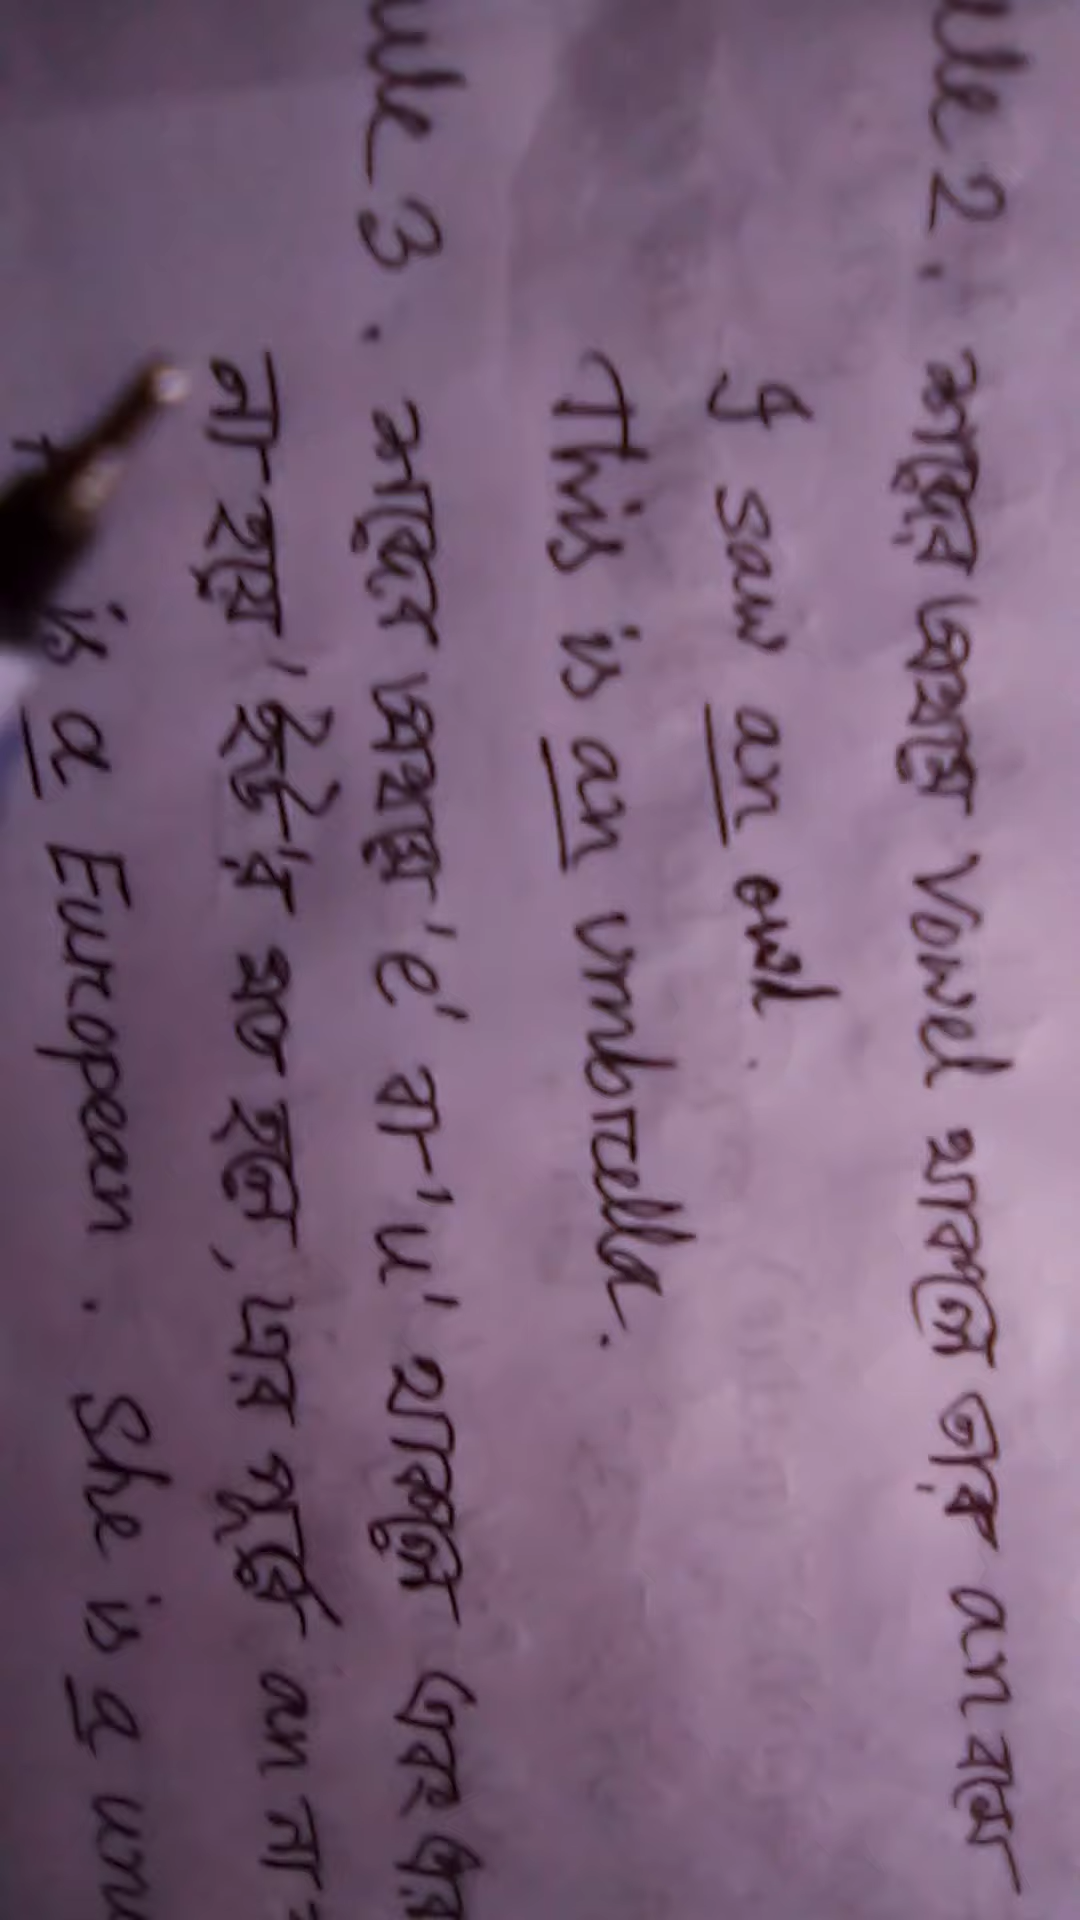 ule 2. শব্দের প্রথমে Vowel থাকলে তার an বসে
I saw an owl.
This is an umbrella.
ule 3. শব্দের প্রথমে 'e' বা 'u' থাকলে এবং এর
না হয়ে 'ইউ'র মত হলে, এর পূর্বে an না
is a European. She is a un